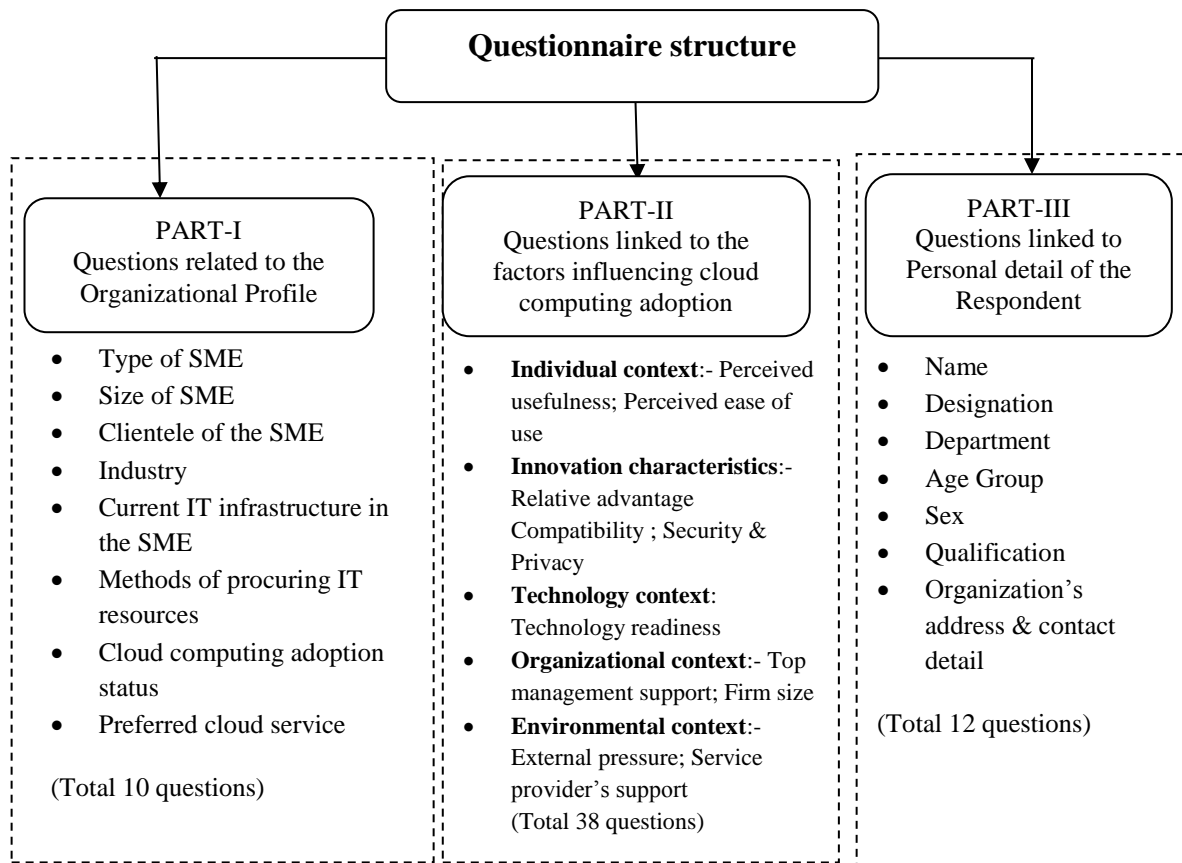 Questionnaire structure
PART-I
Questions related to the
Organizational Profile
• Type of SME
• Size of SME
• Clientele of the SME
• Industry
• Current IT infrastructure in
the SME
• Methods of procuring IT
resources
• Cloud computing adoption
status
• Preferred cloud service
(Total 10 questions)
PART-II
Questions linked to the
factors influencing cloud
computing adoption
• Individual context:- Perceived
usefulness; Perceived ease of
use
• Innovation characteristics:-
Relative advantage
Compatibility ; Security &
Privacy
• Technology context:
Technology readiness
• Organizational context:- Top
management support; Firm size
• Environmental context:-
External pressure; Service
provider’s support
(Total 38 questions)
PART-III
Questions linked to
Personal detail of the
Respondent
• Name
• Designation
• Department
• Age Group
• Sex
• Qualification
• Organization’s
address & contact
detail
(Total 12 questions)